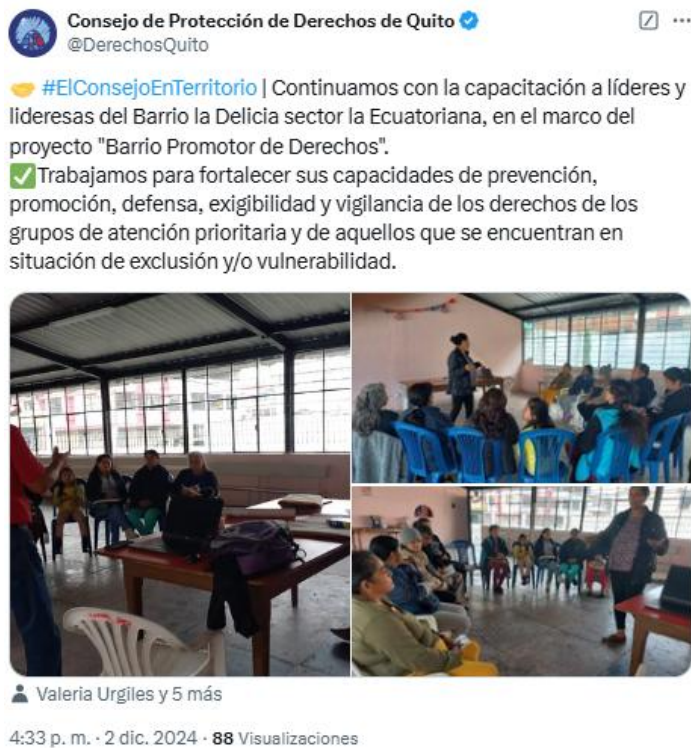 Consejo de Protección de Derechos de Quito
@DerechosQuito
🤝 #ElConsejoEnTerritorio | Continuamos con la capacitación a líderes y
lideresas del Barrio la Delicia sector la Ecuatoriana, en el marco del
proyecto "Barrio Promotor de Derechos".
✅Trabajamos para fortalecer sus capacidades de prevención,
promoción, defensa, exigibilidad y vigilancia de los derechos de los
grupos de atención prioritaria y de aquellos que se encuentran en
situación de exclusión y/o vulnerabilidad.
Valeria Urgiles y 5 más
4:33 p. m. · 2 dic. 2024 · 88 Visualizaciones